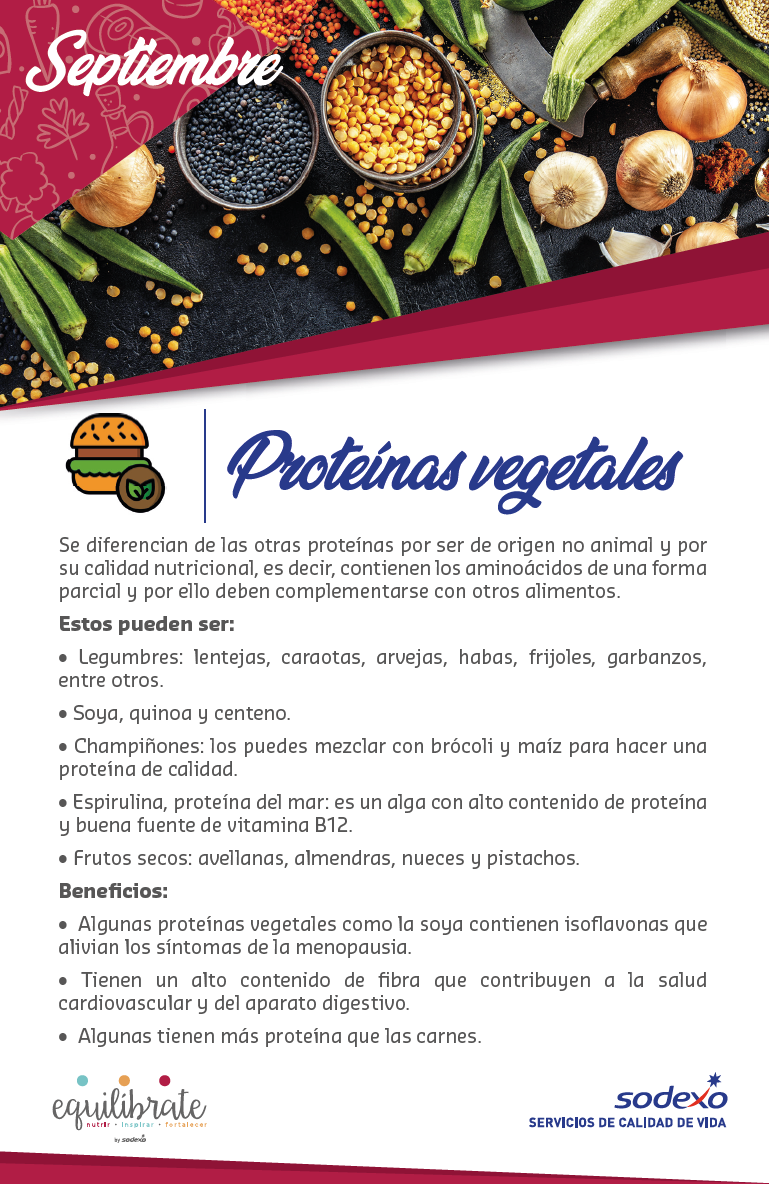 Septiembre
Proteínas vegetales
Se diferencian de las otras proteínas por ser de origen no animal y por
su calidad nutricional, es decir, contienen los aminoácidos de una forma
parcial y por ello deben complementarse con otros alimentos.
Estos pueden ser:
• Legumbres: lentejas, caraotas, arvejas, habas, frijoles, garbanzos,
entre otros.
• Soya, quinoa y centeno.
• Champiñones: los puedes mezclar con brócoli y maíz para hacer una
proteína de calidad.
• Espirulina, proteína del mar: es un alga con alto contenido de proteína
y buena fuente de vitamina B12.
• Frutos secos: avellanas, almendras, nueces y pistachos.
Beneficios:
• Algunas proteínas vegetales como la soya contienen isoflavonas que
alivian los síntomas de la menopausia.
• Tienen un alto contenido de fibra que contribuyen a la salud
cardiovascular y del aparato digestivo.
• Algunas tienen más proteína que las carnes.
equilíbrate
nutrir • inspirar • fortalecer
by sodexo
sodexo
SERVICIOS DE CALIDAD DE VIDA